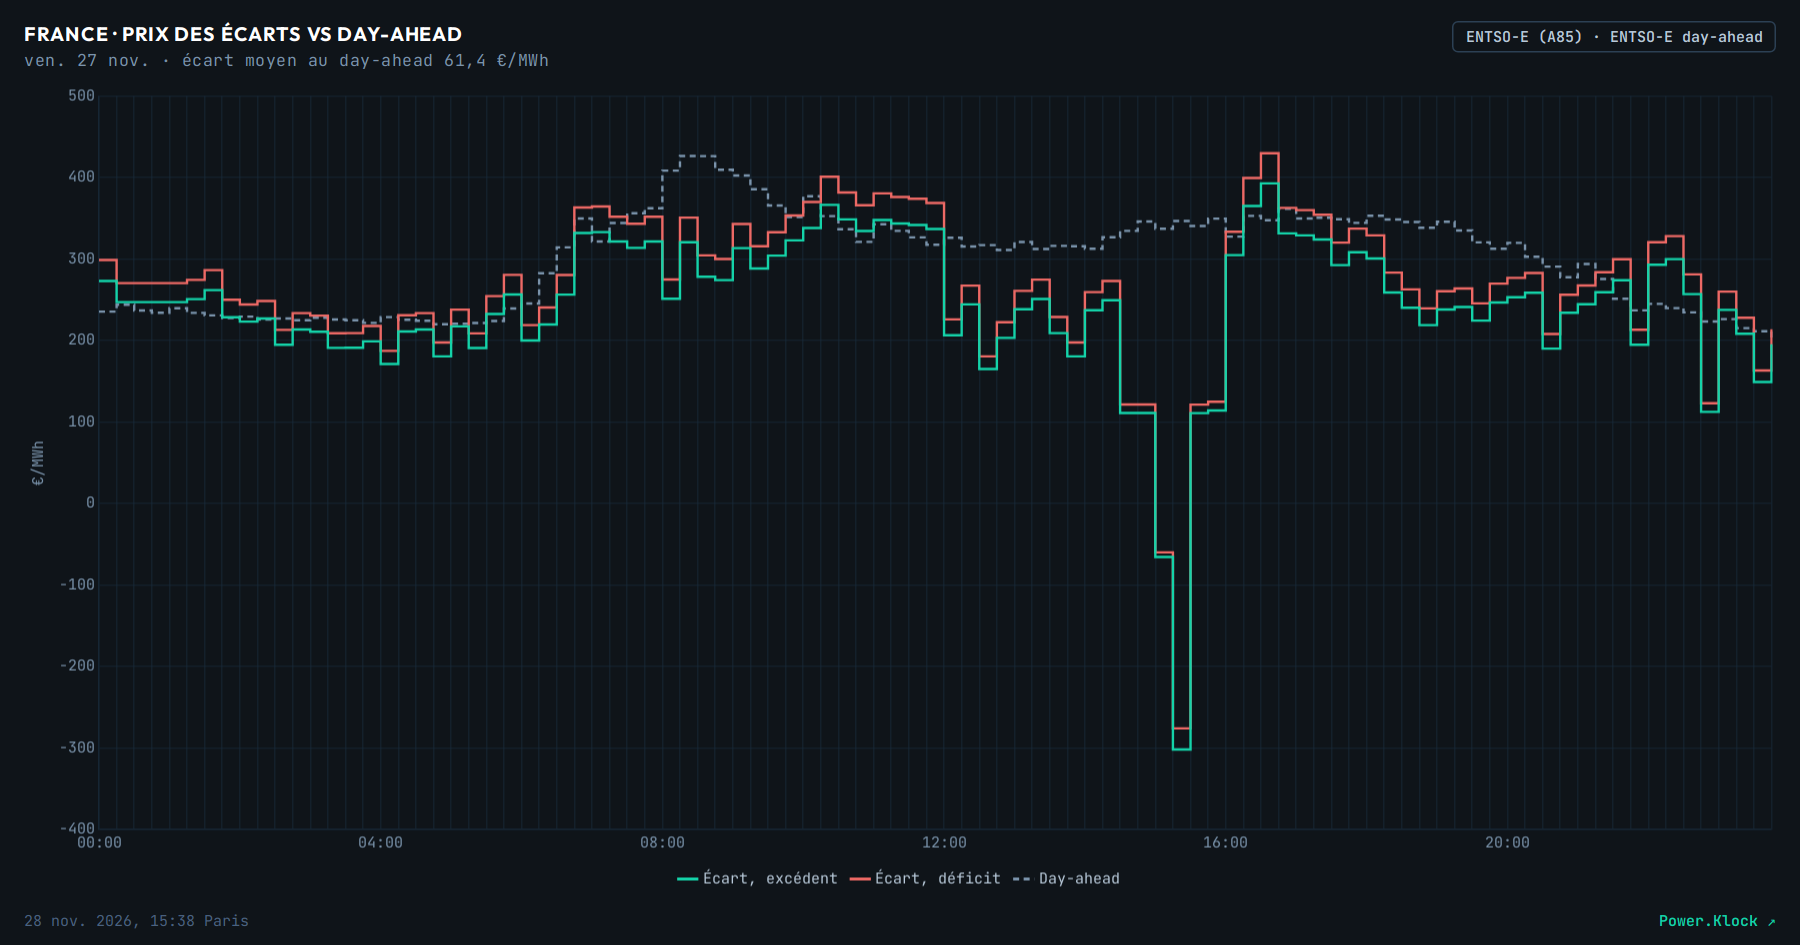 FRANCE · PRIX DES ÉCARTS VS DAY-AHEAD
ven. 27 nov. · écart moyen au day-ahead 61,4 €/MWh
ENTSO-E (A85) · ENTSO-E day-ahead
500
400
300
200
100
0
-100
-200
-300
-400
€/MWh
00:00 04:00 08:00 12:00 16:00 20:00
Écart, excédent Écart, déficit Day-ahead
28 nov. 2026, 15:38 Paris
Power.Klock ↗